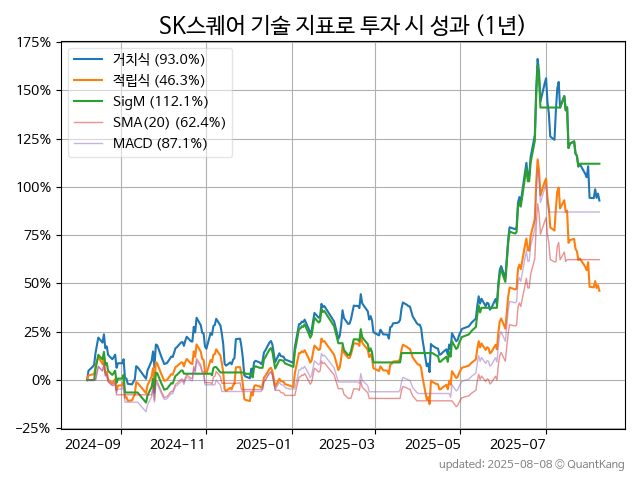 SK스퀘어 기술 지표로 투자 시 성과 (1년)
175%
150%
125%
100%
75%
50%
25%
0%
−25%
거치식 (93.0%)
적립식 (46.3%)
SigM (112.1%)
SMA(20) (62.4%)
MACD (87.1%)
2024-09
2024-11
2025-01
2025-03
2025-05
2025-07
updated: 2025-08-08 © QuantKang